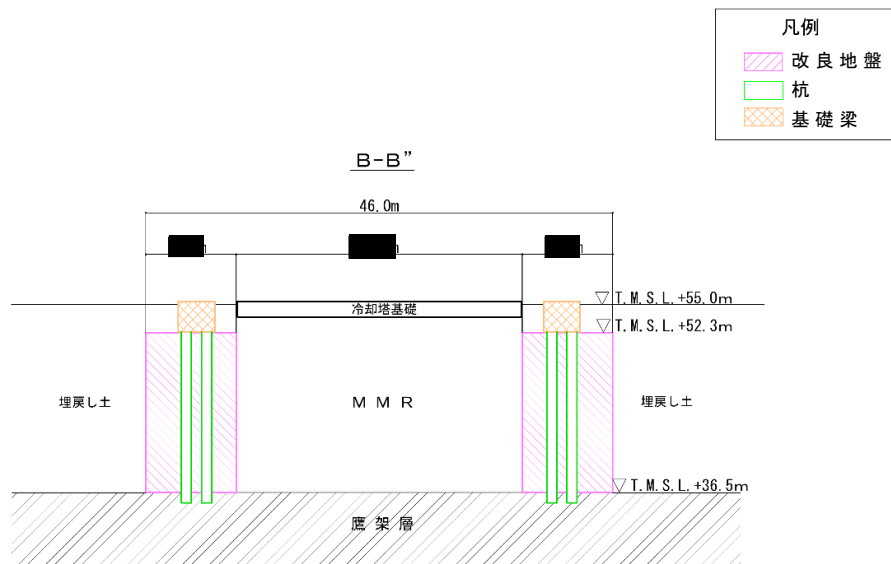 凡例
改良地盤
杭
基礎梁
B-B”
46.0m
T.M.S.L.+55.0m
冷却塔基礎
T.M.S.L.+52.3m
埋戻し土
MMR
埋戻し土
T.M.S.L.+36.5m
鷹架層